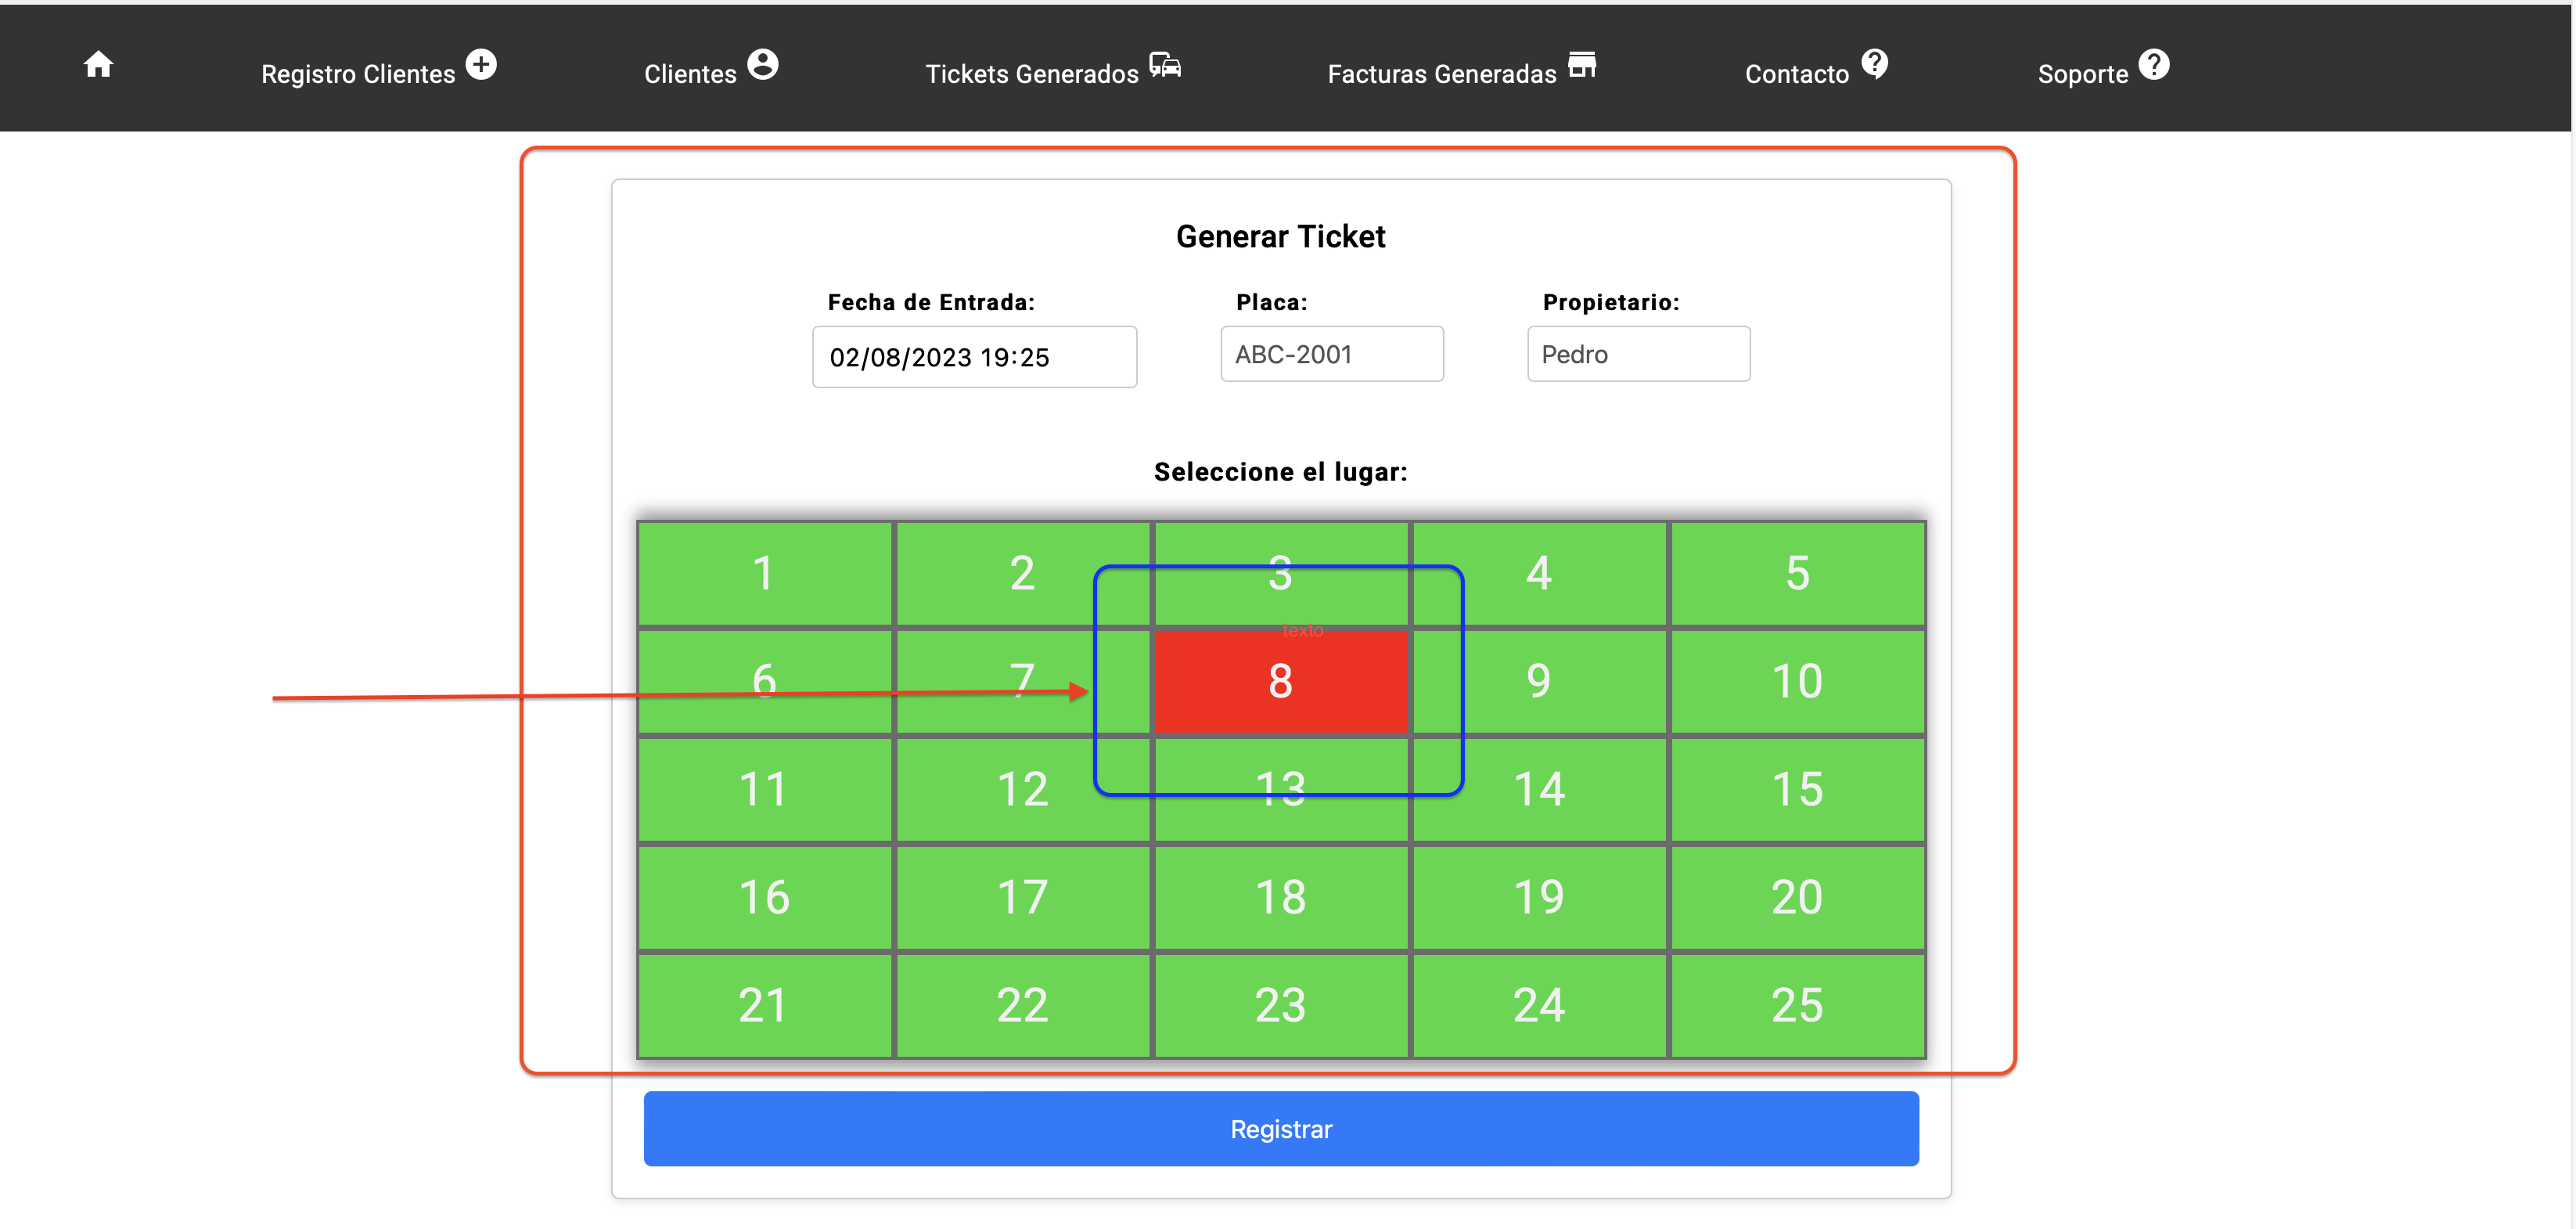 Registro Clientes Clientes Tickets Generados Facturas Generadas Contacto Soporte
Generar Ticket
Fecha de Entrada: Placa: Propietario:
02/08/2023 19:25 ABC-2001 Pedro
Seleccione el lugar:
1 2 3 4 5
texto
6 7 8 9 10
11 12 13 14 15
16 17 18 19 20
21 22 23 24 25
Registrar